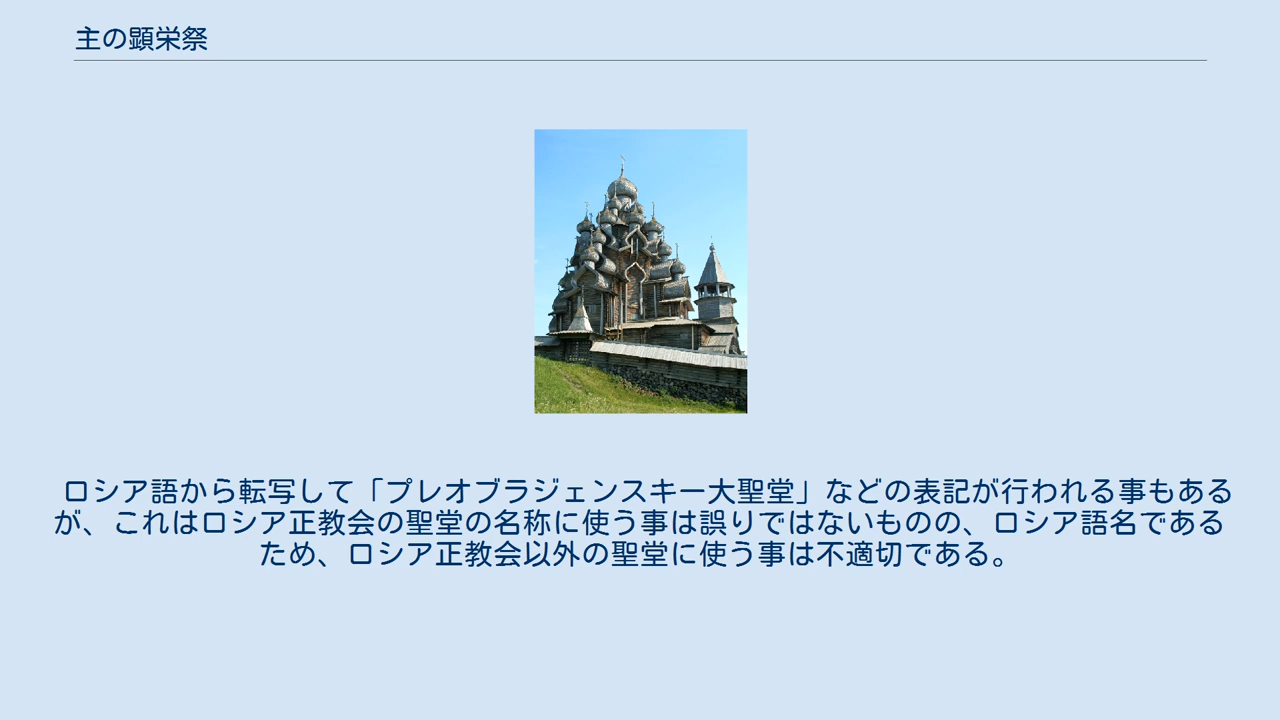 主の顕栄祭
ロシア語から転写して「プレオブラジェンスキー大聖堂」などの表記が行われる事もある
が、これはロシア正教会の聖堂の名称に使う事は誤りではないものの、ロシア語名である
ため、ロシア正教会以外の聖堂に使う事は不適切である。